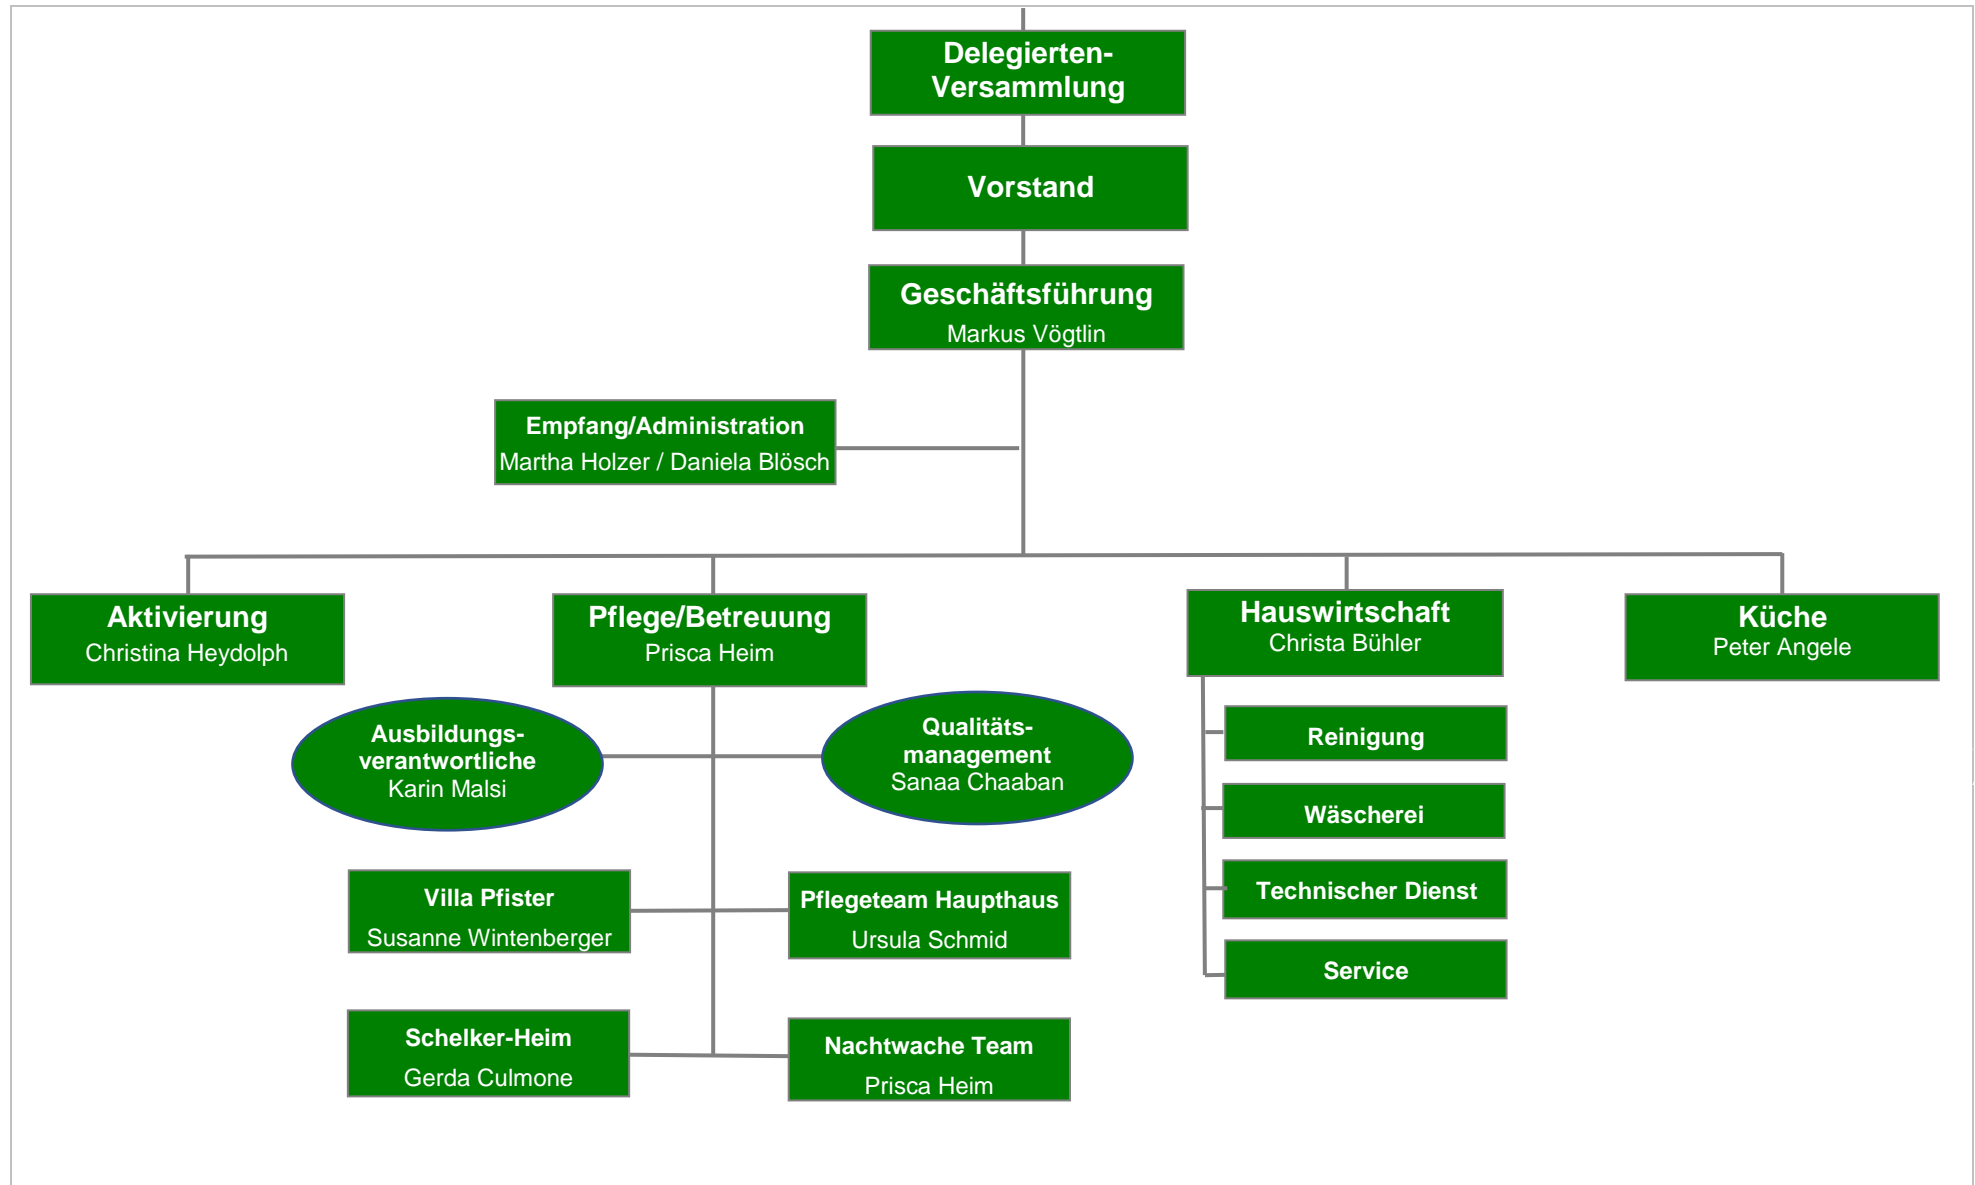 Delegierten-
Versammlung
Vorstand
Geschäftsführung
Markus Vögtlin
Empfang/Administration
Martha Holzer / Daniela Blösch
Aktivierung
Christina Heydolph
Pflege/Betreuung
Prisca Heim
Hauswirtschaft
Christa Bühler
Küche
Peter Angele
Ausbildungs-
verantwortliche
Karin Malsi
Qualitäts-
management
Sanaa Chaaban
Villa Pfister
Susanne Wintenberger
Pflegeteam Haupthaus
Ursula Schmid
Schelker-Heim
Gerda Culmone
Nachtwache Team
Prisca Heim
Reinigung
Wäscherei
Technischer Dienst
Service